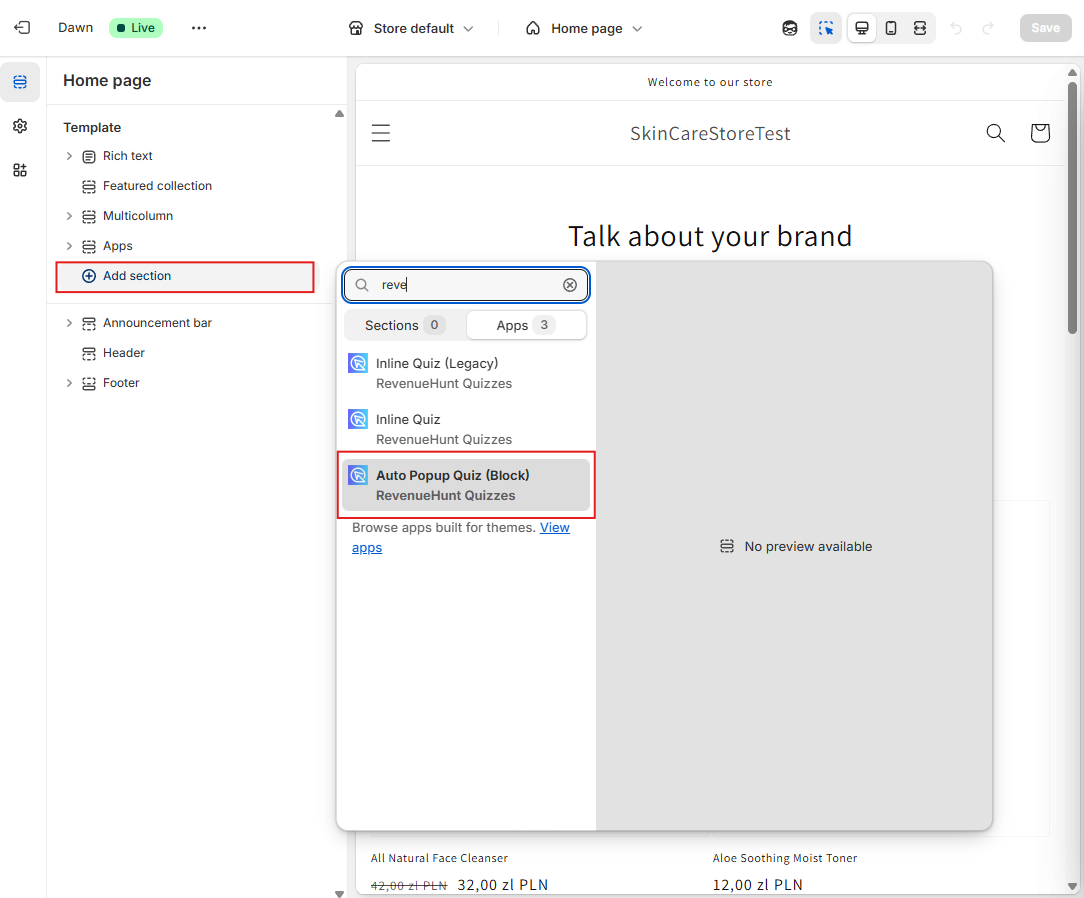 Dawn
Live
Store default
Home page
Save
Home page
Template
Rich text
Featured collection
Multicolumn
Apps
Add section
Announcement bar
Header
Footer
Welcome to our store
SkinCareStoreTest
Talk about your brand
reve
Sections 0
Apps 3
Inline Quiz (Legacy)
RevenueHunt Quizzes
Inline Quiz
RevenueHunt Quizzes
Auto Popup Quiz (Block)
RevenueHunt Quizzes
Browse apps built for themes. View
apps
No preview available
All Natural Face Cleanser
42,00 zl PLN 32,00 zl PLN
Aloe Soothing Moist Toner
12,00 zl PLN